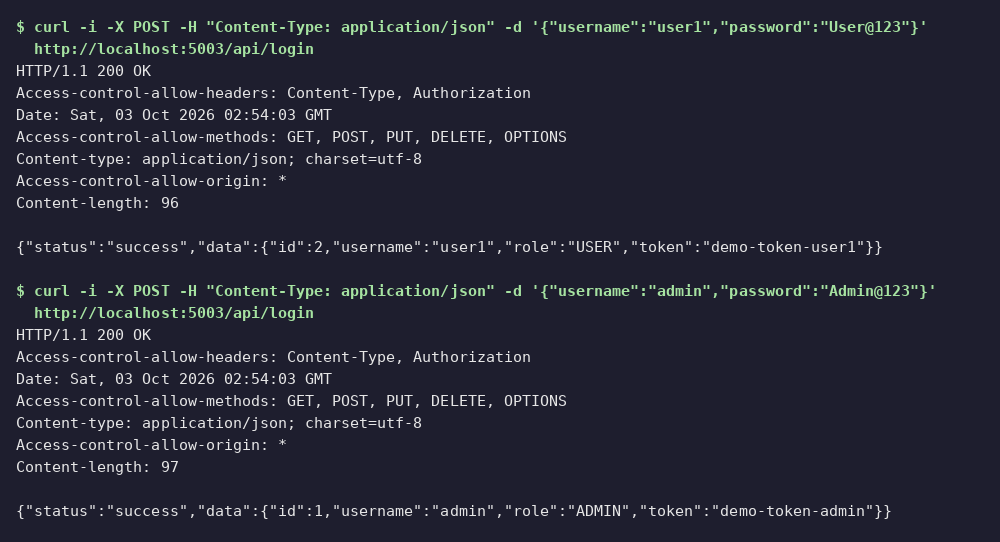 $ curl -i -X POST -H "Content-Type: application/json" -d '{"username":"user1","password":"User@123"}'
  http://localhost:5003/api/login
HTTP/1.1 200 OK
Access-control-allow-headers: Content-Type, Authorization
Date: Sat, 03 Oct 2026 02:54:03 GMT
Access-control-allow-methods: GET, POST, PUT, DELETE, OPTIONS
Content-type: application/json; charset=utf-8
Access-control-allow-origin: *
Content-length: 96

{"status":"success","data":{"id":2,"username":"user1","role":"USER","token":"demo-token-user1"}}

$ curl -i -X POST -H "Content-Type: application/json" -d '{"username":"admin","password":"Admin@123"}'
  http://localhost:5003/api/login
HTTP/1.1 200 OK
Access-control-allow-headers: Content-Type, Authorization
Date: Sat, 03 Oct 2026 02:54:03 GMT
Access-control-allow-methods: GET, POST, PUT, DELETE, OPTIONS
Content-type: application/json; charset=utf-8
Access-control-allow-origin: *
Content-length: 97

{"status":"success","data":{"id":1,"username":"admin","role":"ADMIN","token":"demo-token-admin"}}